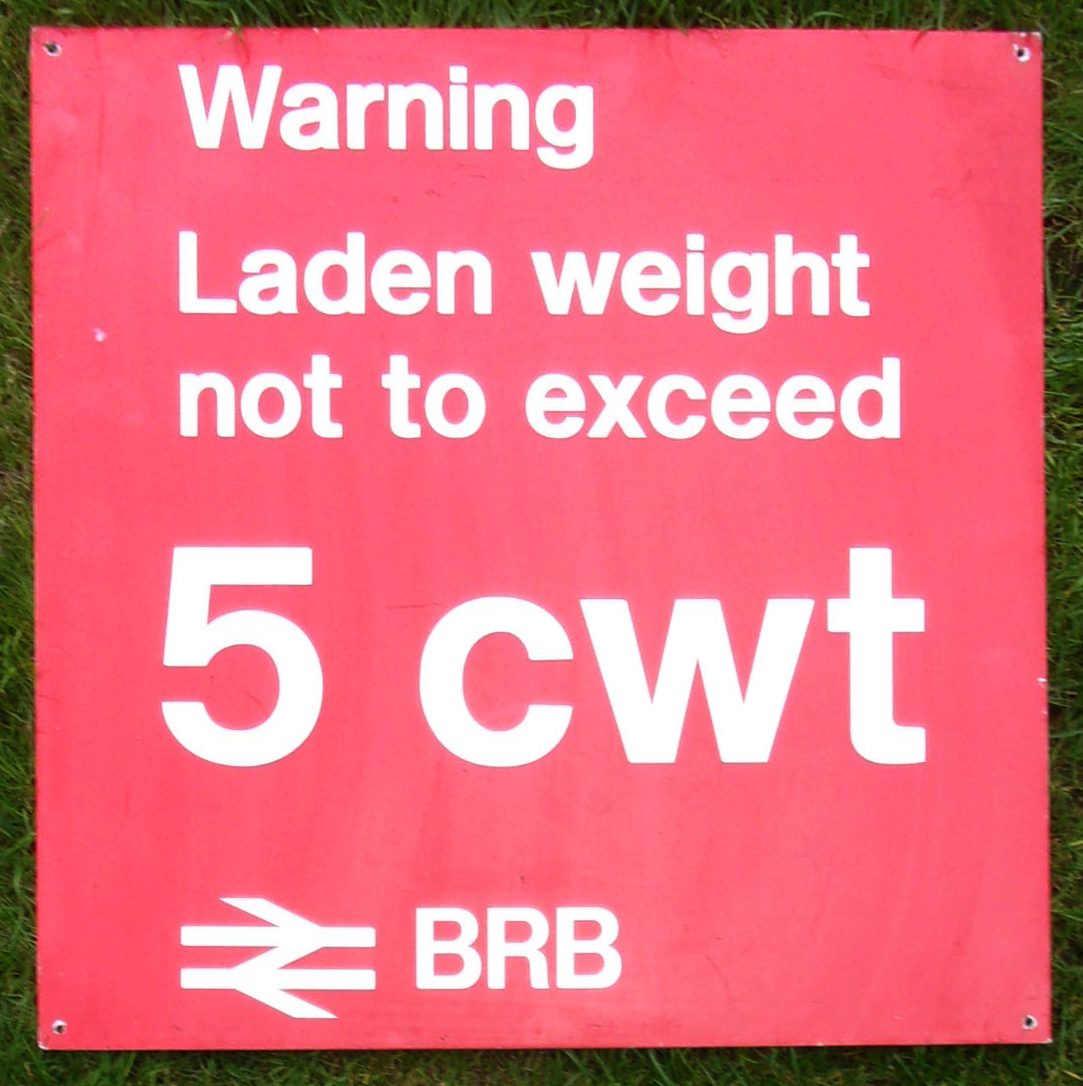 Warning
Laden weight
not to exceed
5 cwt
BRB